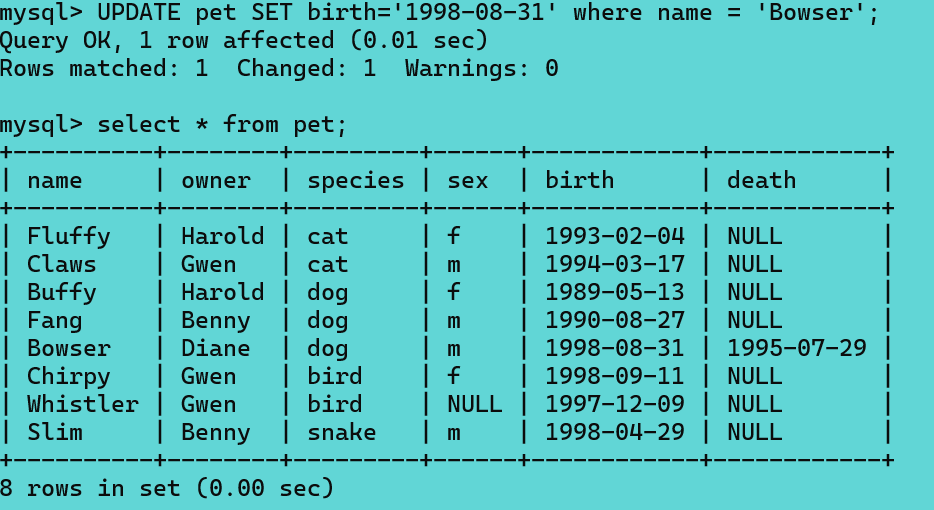 mysql> UPDATE pet SET birth='1998-08-31' where name = 'Bowser';
Query OK, 1 row affected (0.01 sec)
Rows matched: 1  Changed: 1  Warnings: 0

mysql> select * from pet;
+----------+--------+---------+------+------------+------------+
| name     | owner  | species | sex  | birth      | death      |
+----------+--------+---------+------+------------+------------+
| Fluffy   | Harold | cat     | f    | 1993-02-04 | NULL       |
| Claws    | Gwen   | cat     | m    | 1994-03-17 | NULL       |
| Buffy    | Harold | dog     | f    | 1989-05-13 | NULL       |
| Fang     | Benny  | dog     | m    | 1990-08-27 | NULL       |
| Bowser   | Diane  | dog     | m    | 1998-08-31 | 1995-07-29 |
| Chirpy   | Gwen   | bird    | f    | 1998-09-11 | NULL       |
| Whistler | Gwen   | bird    | NULL | 1997-12-09 | NULL       |
| Slim     | Benny  | snake   | m    | 1998-04-29 | NULL       |
+----------+--------+---------+------+------------+------------+
8 rows in set (0.00 sec)